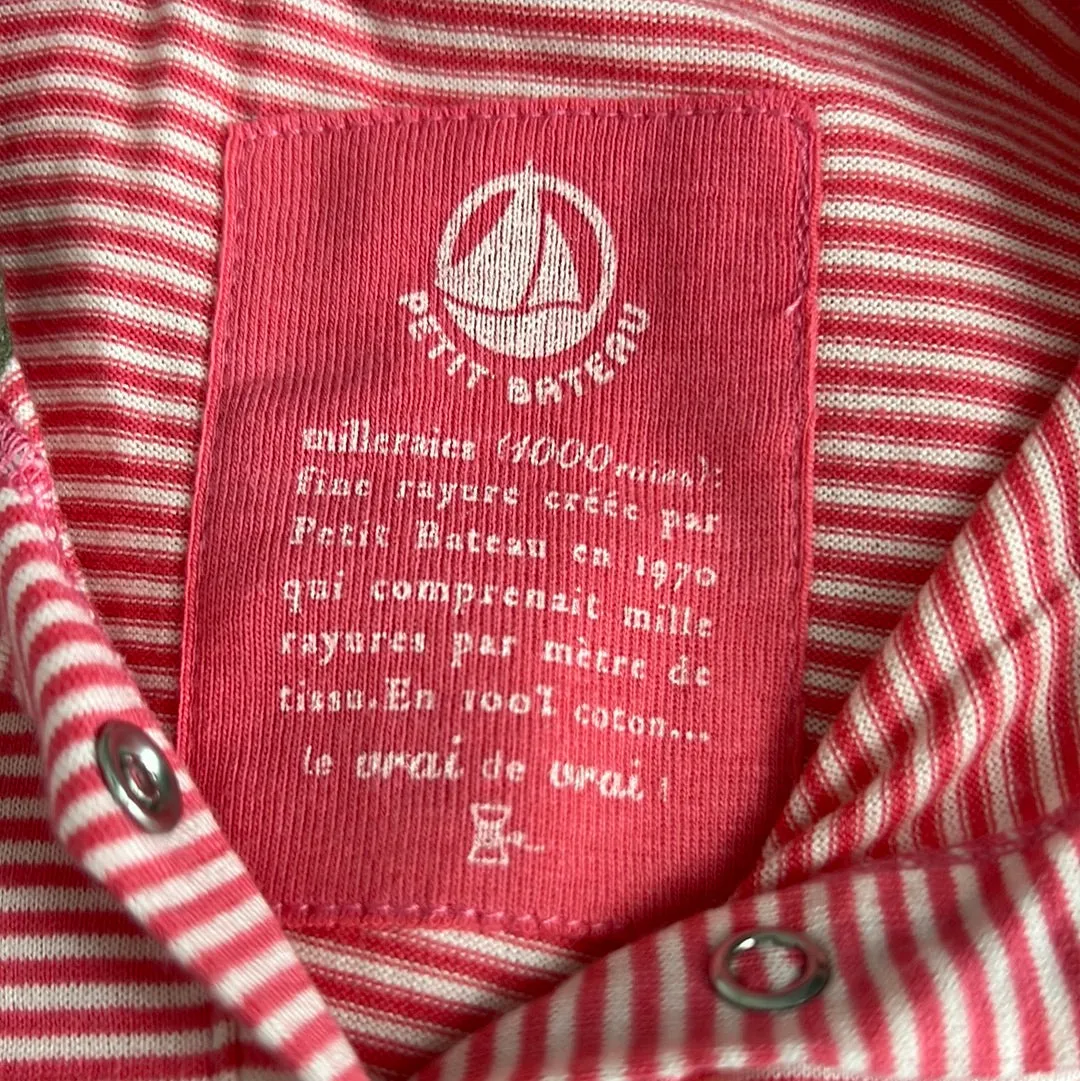 PETIT BATEAU
milleraies (1000 raies):
fine rayure créée par
Petit Bateau en 1970
qui comprenait mille
rayures par mètre de
tissu. En 100% coton...
le vrai de vrai !